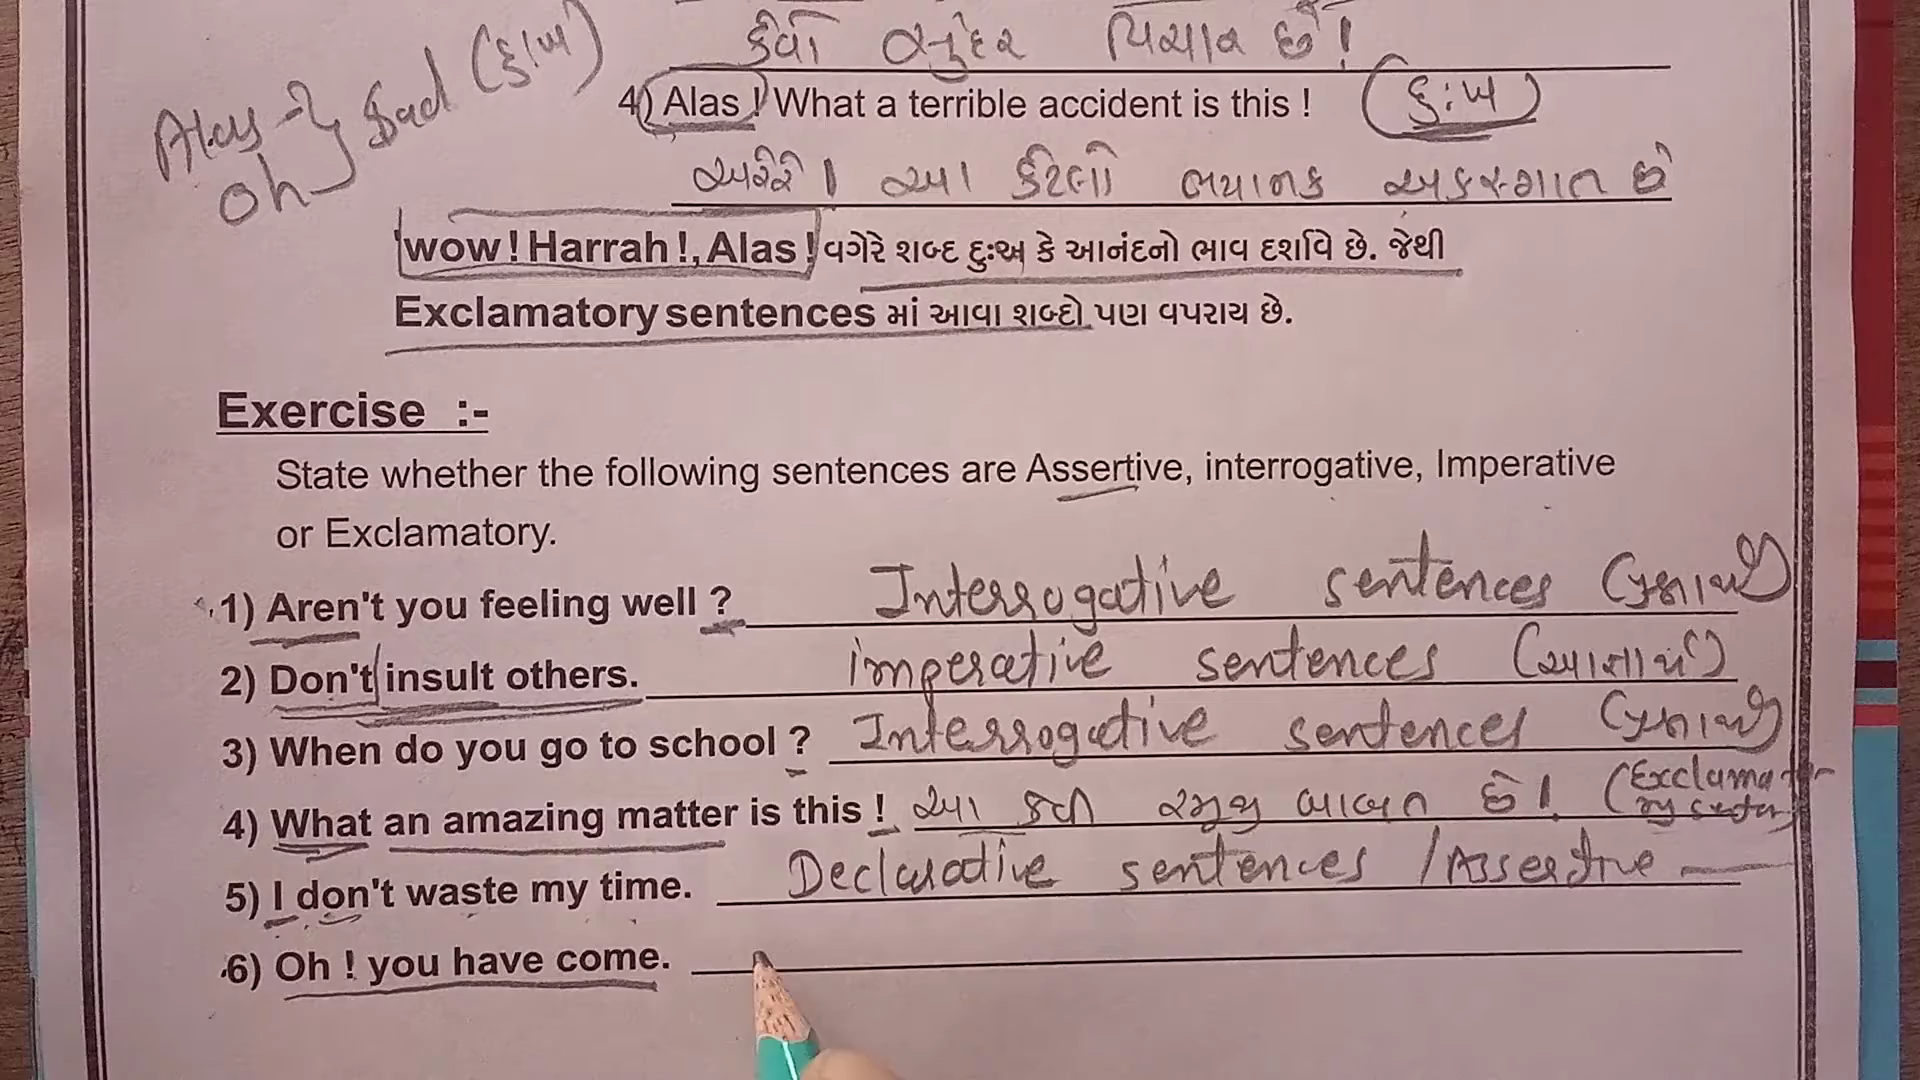 કેવો સુંદર વિચાર છે !
Alas → } Sad (દુઃખ)
oh
4) Alas ! What a terrible accident is this ! (દુઃખ)
અરેરે ! આ કેટલો ભયાનક અકસ્માત છે
wow ! Harrah !, Alas ! વગેરે શબ્દ દુઃખ કે આનંદનો ભાવ દર્શાવે છે. જેથી
Exclamatory sentences માં આવા શબ્દો પણ વપરાય છે.
Exercise :-
State whether the following sentences are Assertive, interrogative, Imperative
or Exclamatory.
1) Aren't you feeling well ? Interrogative sentences (પ્રશ્નાર્થ)
2) Don't insult others. imperative sentences (આજ્ઞાર્થ)
3) When do you go to school ? Interrogative sentences (પ્રશ્નાર્થ)
4) What an amazing matter is this ! આ કેવી રમુજી બાબત છે ! (Exclama
5) I don't waste my time. Declarative sentences / Assertive
6) Oh ! you have come.